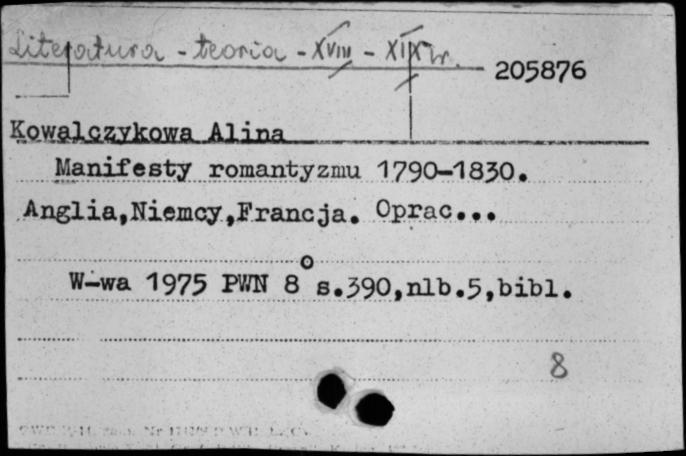 Literatura - teoria - XVIII - XIX w.
205876
Kowalczykowa Alina
Manifesty romantyzmu 1790-1830.
Anglia,Niemcy,Francja. Oprac...
W-wa 1975 PWN 8° s.390,nlb.5,bibl.
8